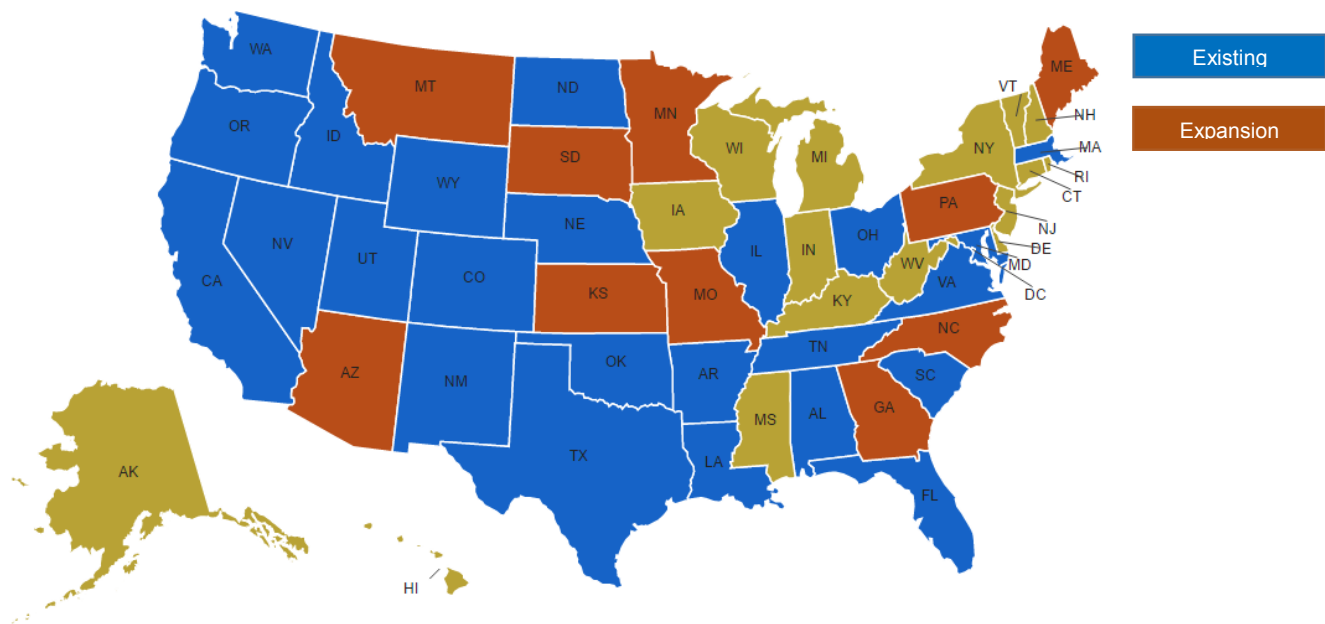 WA
MT
ND
MN
ME
VT
NH
OR
ID
SD
WI
MI
NY
MA
RI
CT
WY
IA
PA
NJ
NE
NV
UT
CO
IL
IN
OH
DE
MD
DC
CA
KS
MO
WV
VA
KY
NC
AZ
NM
OK
AR
TN
SC
MS
AL
GA
TX
LA
FL
AK
HI
Existing
Expansion